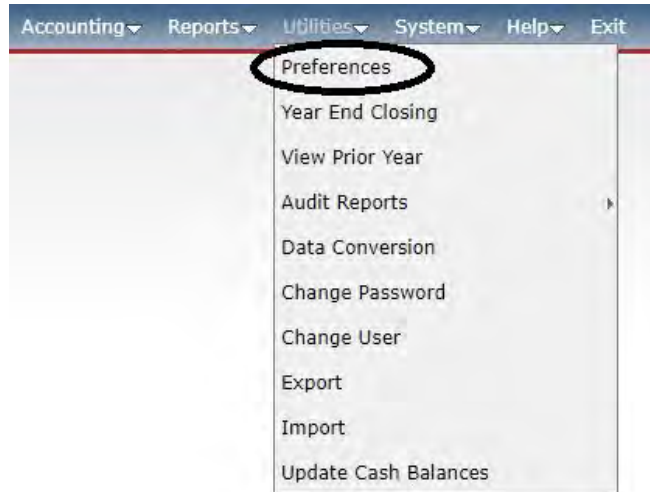 Accounting Reports Utilities System Help Exit
Preferences
Year End Closing
View Prior Year
Audit Reports
Data Conversion
Change Password
Change User
Export
Import
Update Cash Balances